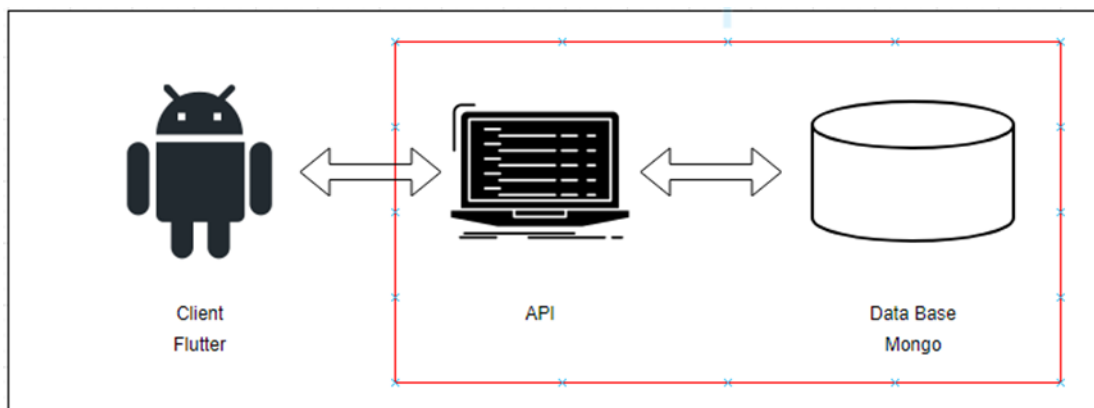 Client
Flutter
API
Data Base
Mongo